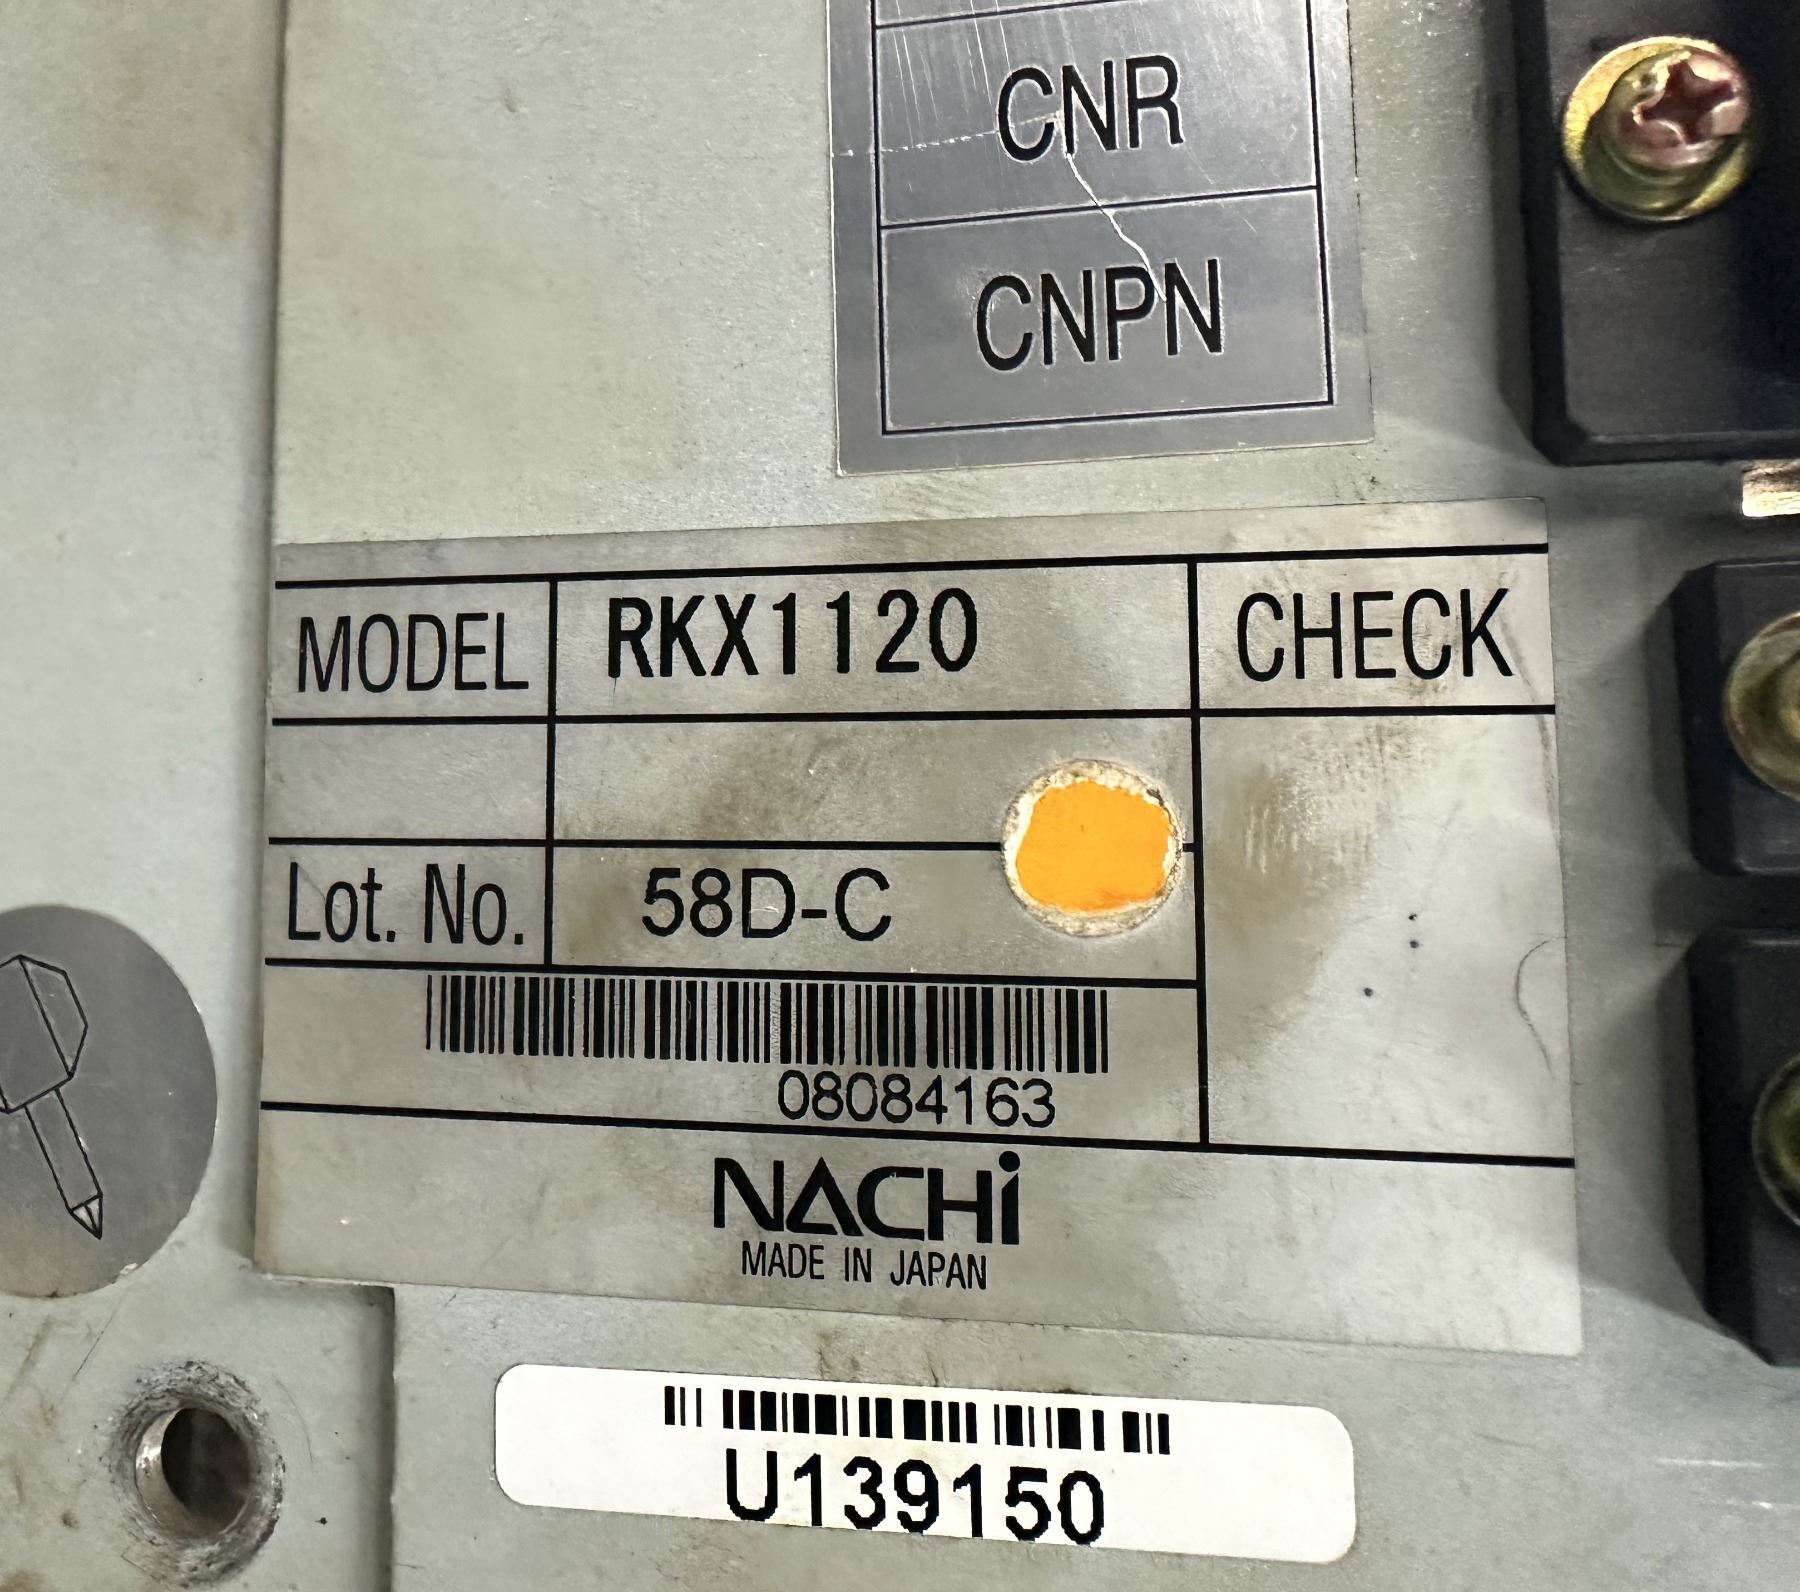 CNR
CNPN
MODEL RKX1120 CHECK
Lot. No. 58D-C
08084163
NACHi
MADE IN JAPAN
U139150